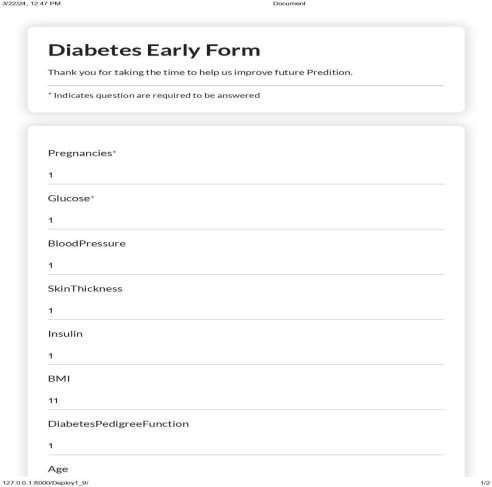 3/22/24, 12:47 PM Document
Diabetes Early Form
Thank you for taking the time to help us improve future Predition.
* Indicates question are required to be answered
Pregnancies*
1
Glucose*
1
BloodPressure
1
SkinThickness
1
Insulin
1
BMI
11
DiabetesPedigreeFunction
1
Age
127.0.0.1:8000/Deploy1_9/ 1/2